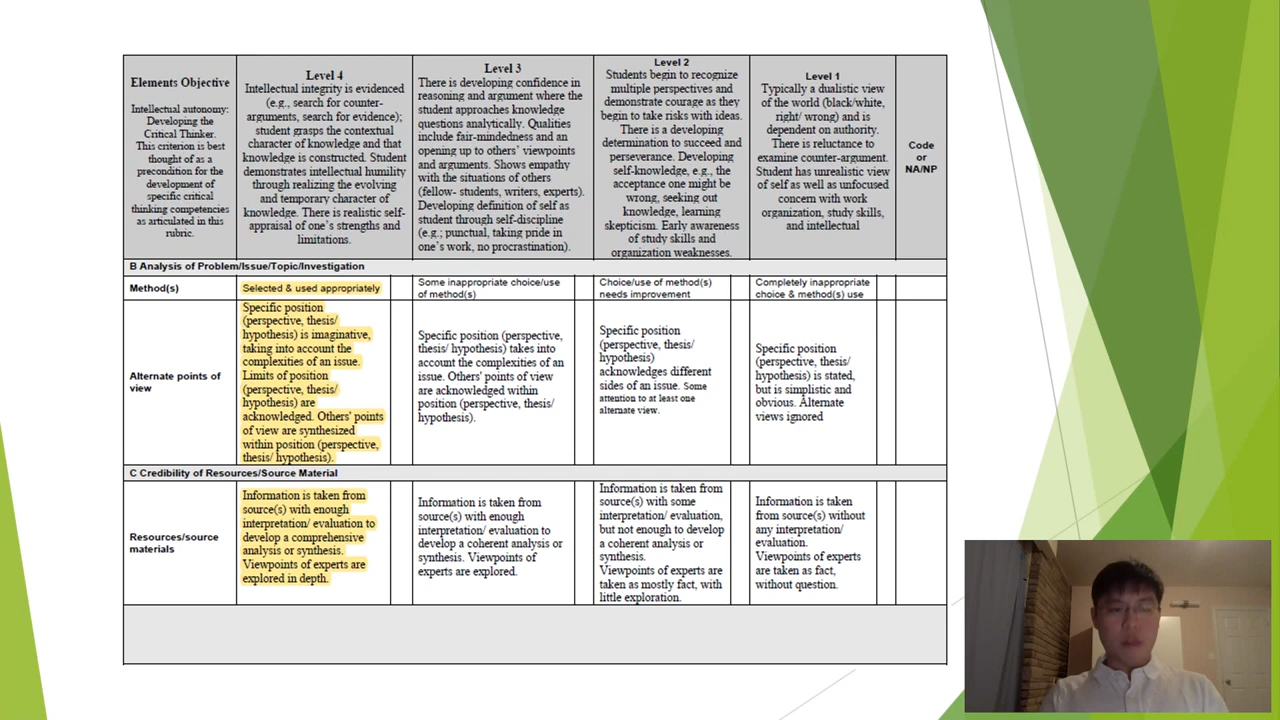 Elements Objective
Intellectual autonomy:
Developing the
Critical Thinker.
This criterion is best
thought of as a
precondition for the
development of
specific critical
thinking competencies
as articulated in this
rubric.
Level 4
Intellectual integrity is evidenced
(e.g., search for counter-
arguments, search for evidence);
student grasps the contextual
character of knowledge and that
knowledge is constructed. Student
demonstrates intellectual humility
through realizing the evolving
and temporary character of
knowledge. There is realistic self-
appraisal of one's strengths and
limitations.
Level 3
There is developing confidence in
reasoning and argument where the
student approaches knowledge
questions analytically. Qualities
include fair-mindedness and an
opening up to others' viewpoints
and arguments. Shows empathy
with the situations of others
(fellow- students, writers, experts).
Developing definition of self as
student through self-discipline
(e.g.; punctual, taking pride in
one's work, no procrastination).
Level 2
Students begin to recognize
multiple perspectives and
demonstrate courage as they
begin to take risks with ideas.
There is a developing
determination to succeed and
perseverance. Developing
self-knowledge, e.g., the
acceptance one might be
wrong, seeking out
knowledge, learning
skepticism. Early awareness
of study skills and
organization weaknesses.
Level 1
Typically a dualistic view
of the world (black/white,
right/ wrong) and is
dependent on authority.
There is reluctance to
examine counter-argument.
Student has unrealistic view
of self as well as unfocused
concern with work
organization, study skills,
and intellectual
Code
or
NA/NP
B Analysis of Problem/Issue/Topic/Investigation
Method(s)
Selected & used appropriately
Some inappropriate choice/use
of method(s)
Choice/use of method(s)
needs improvement
Completely inappropriate
choice & method(s) use
Alternate points of
view
Specific position
(perspective, thesis/
hypothesis) is imaginative,
taking into account the
complexities of an issue.
Limits of position
(perspective, thesis/
hypothesis) are
acknowledged. Others' points
of view are synthesized
within position (perspective,
thesis/ hypothesis).
Specific position (perspective,
thesis/ hypothesis) takes into
account the complexities of an
issue. Others' points of view
are acknowledged within
position (perspective, thesis/
hypothesis).
Specific position
(perspective, thesis/
hypothesis)
acknowledges different
sides of an issue. Some
attention to at least one
alternate view.
Specific position
(perspective, thesis/
hypothesis) is stated,
but is simplistic and
obvious. Alternate
views ignored
C Credibility of Resources/Source Material
Resources/source
materials
Information is taken from
source(s) with enough
interpretation/ evaluation to
develop a comprehensive
analysis or synthesis.
Viewpoints of experts are
explored in depth.
Information is taken from
source(s) with enough
interpretation/ evaluation to
develop a coherent analysis or
synthesis. Viewpoints of
experts are explored.
Information is taken from
source(s) with some
interpretation/ evaluation,
but not enough to develop
a coherent analysis or
synthesis.
Viewpoints of experts are
taken as mostly fact, with
little exploration.
Information is taken
from source(s) without
any interpretation/
evaluation.
Viewpoints of experts
are taken as fact,
without question.